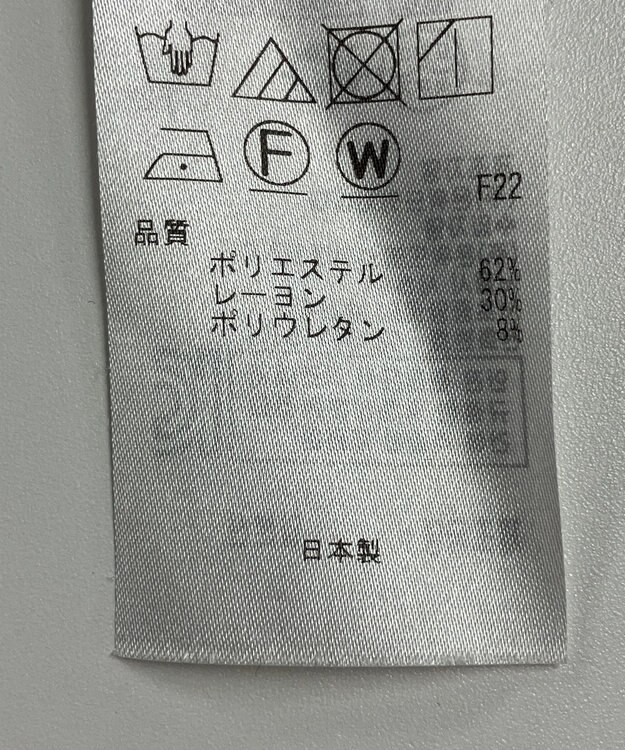 F W
F22
品質
ポリエステル 62%
レーヨン 30%
ポリウレタン 8%
日本製